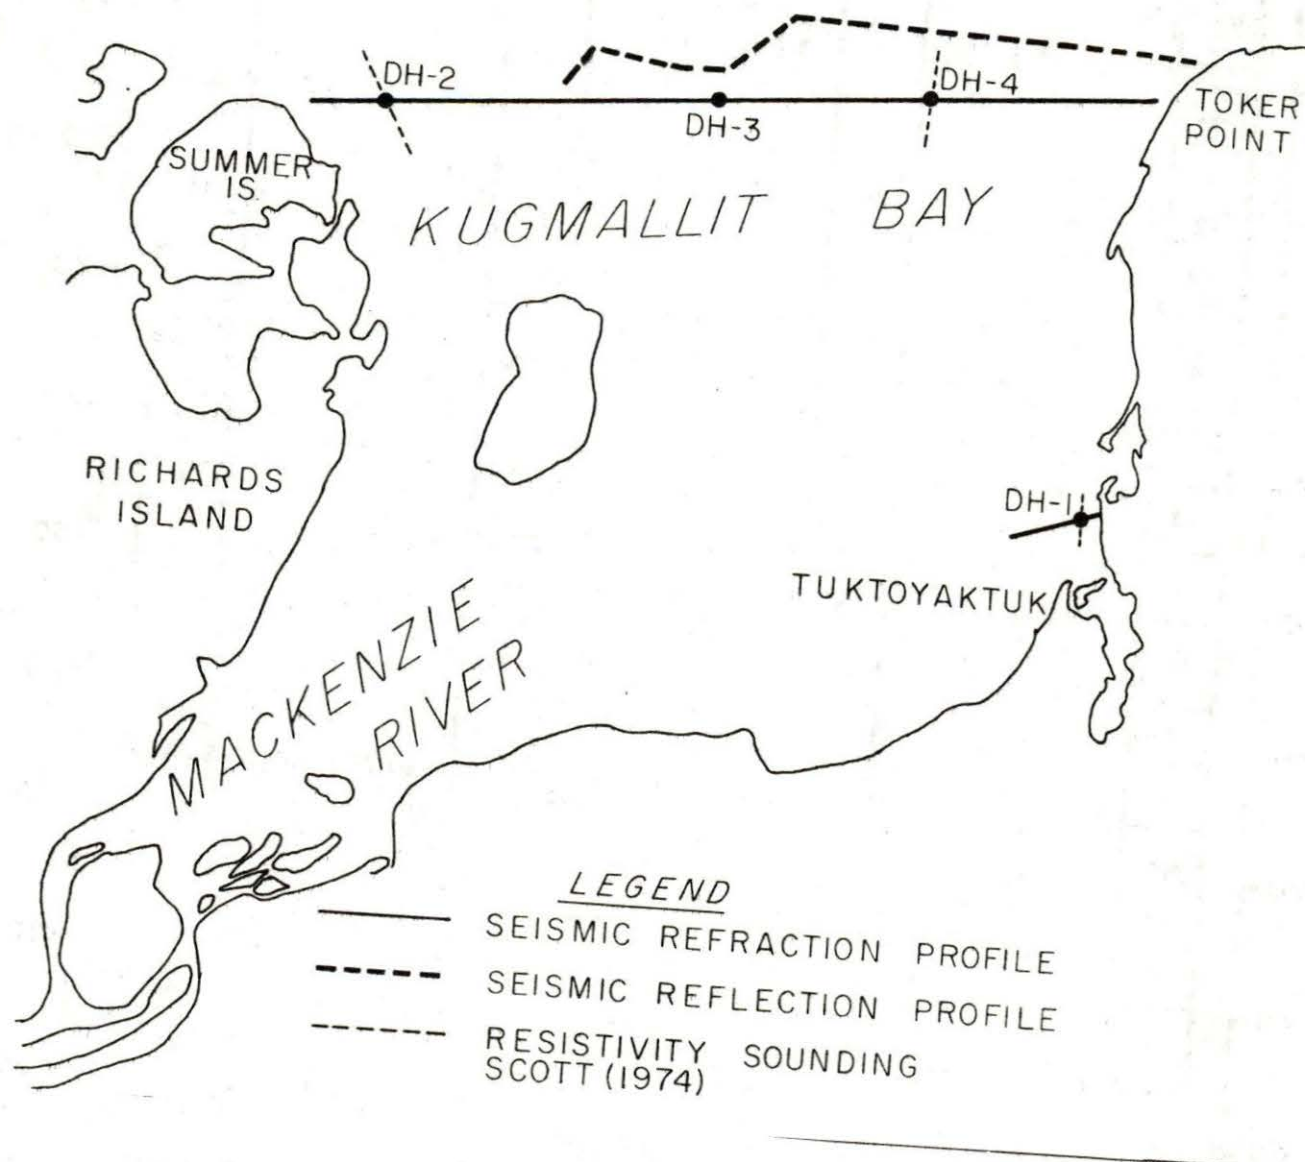 DH-2
DH-4
DH-3
TOKER
POINT
SUMMER
IS.
KUGMALLIT BAY
RICHARDS
ISLAND
DH-1
TUKTOYAKTUK
MACKENZIE
RIVER
LEGEND
SEISMIC REFRACTION PROFILE
SEISMIC REFLECTION PROFILE
RESISTIVITY SOUNDING
SCOTT (1974)